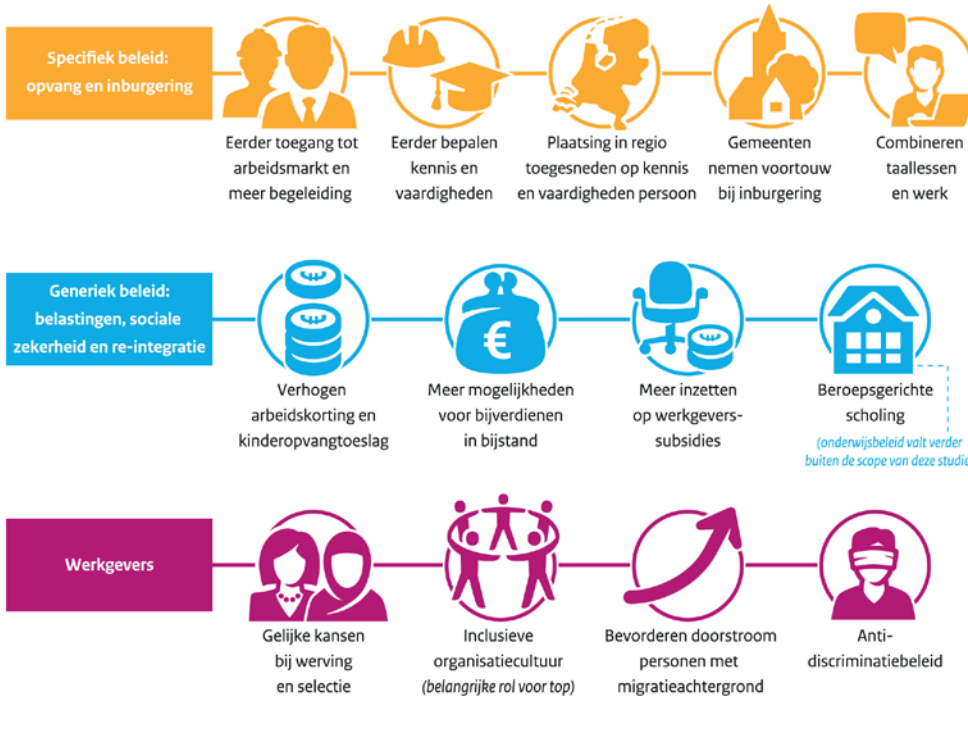 Specifiek beleid:
opvang en inburgering
Eerder toegang tot
arbeidsmarkt en
meer begeleiding
Eerder bepalen
kennis en
vaardigheden
Plaatsing in regio
toegesneden op kennis
en vaardigheden persoon
Gemeenten
nemen voortouw
bij inburgering
Combineren
taallessen
en werk
Generiek beleid:
belastingen, sociale
zekerheid en re-integratie
€
Verhogen
arbeidskorting en
kinderopvangtoeslag
Meer mogelijkheden
voor bijverdienen
in bijstand
Meer inzetten
op werkgevers-
subsidies
Beroepsgerichte
scholing
(onderwijsbeleid valt verder
buiten de scope van deze studie
Werkgevers
Gelijke kansen
bij werving
en selectie
Inclusieve
organisatiecultuur
(belangrijke rol voor top)
Bevorderen doorstroom
personen met
migratieachtergrond
Anti-
discriminatiebeleid